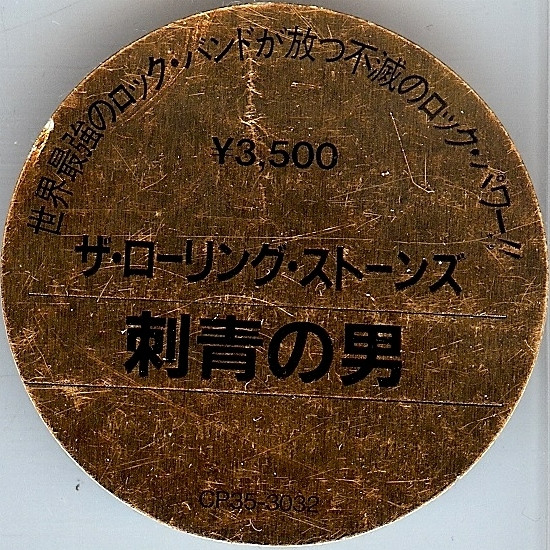 世界最強のロック・バンドが放つ不滅のロック・パワー!
¥3,500
ザ・ローリング・ストーンズ
刺青の男
CP35-3032